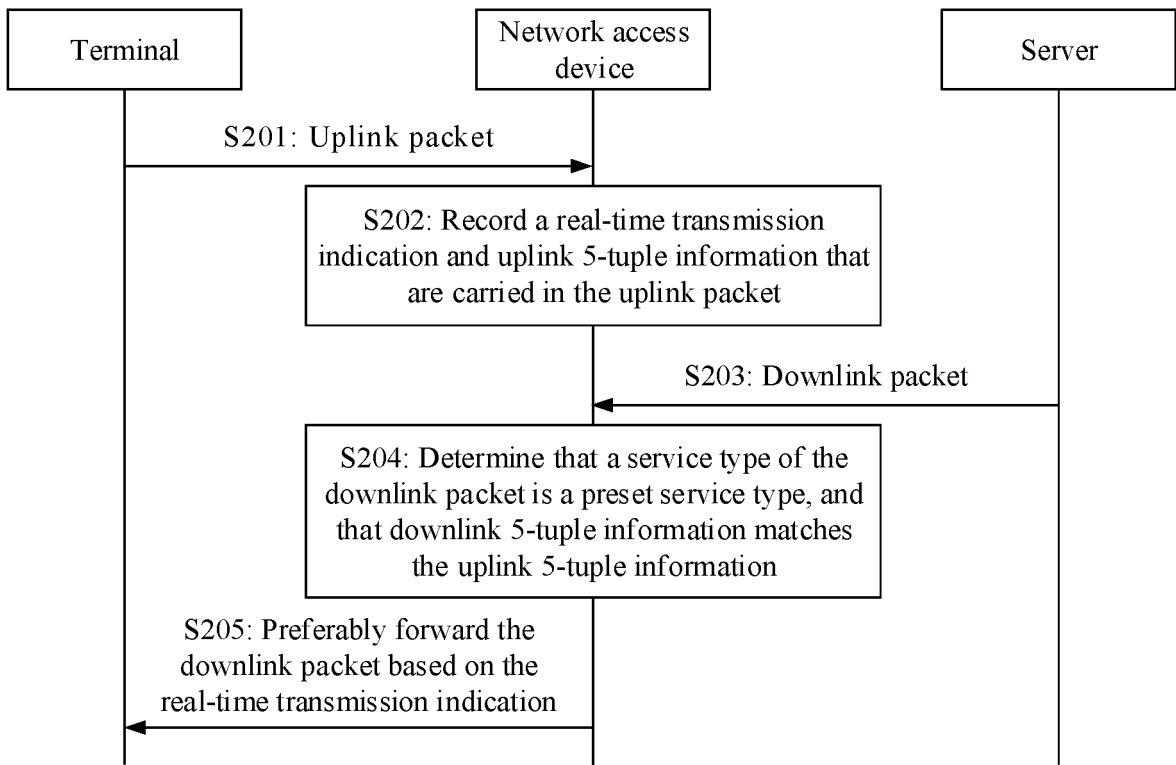 Terminal
Network access
device
Server
S201: Uplink packet
S202: Record a real-time transmission
indication and uplink 5-tuple information that
are carried in the uplink packet
S203: Downlink packet
S204: Determine that a service type of the
downlink packet is a preset service type, and
that downlink 5-tuple information matches
the uplink 5-tuple information
S205: Preferably forward the
downlink packet based on the
real-time transmission indication